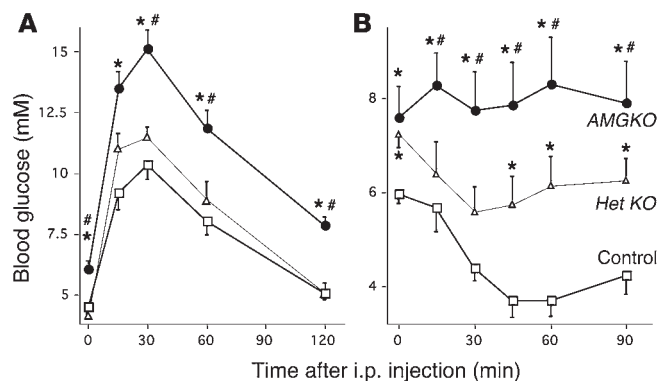 A
B
* #
* #
*
* #
* #
#
*
15
12.5
10
7.5
5
Blood glucose (mM)
0 30 60 90 120
* #
* #
* #
* #
* #
*
*
*
*
*
8
6
4
AMGKO
Het KO
Control
0 30 60 90
Time after i.p. injection (min)